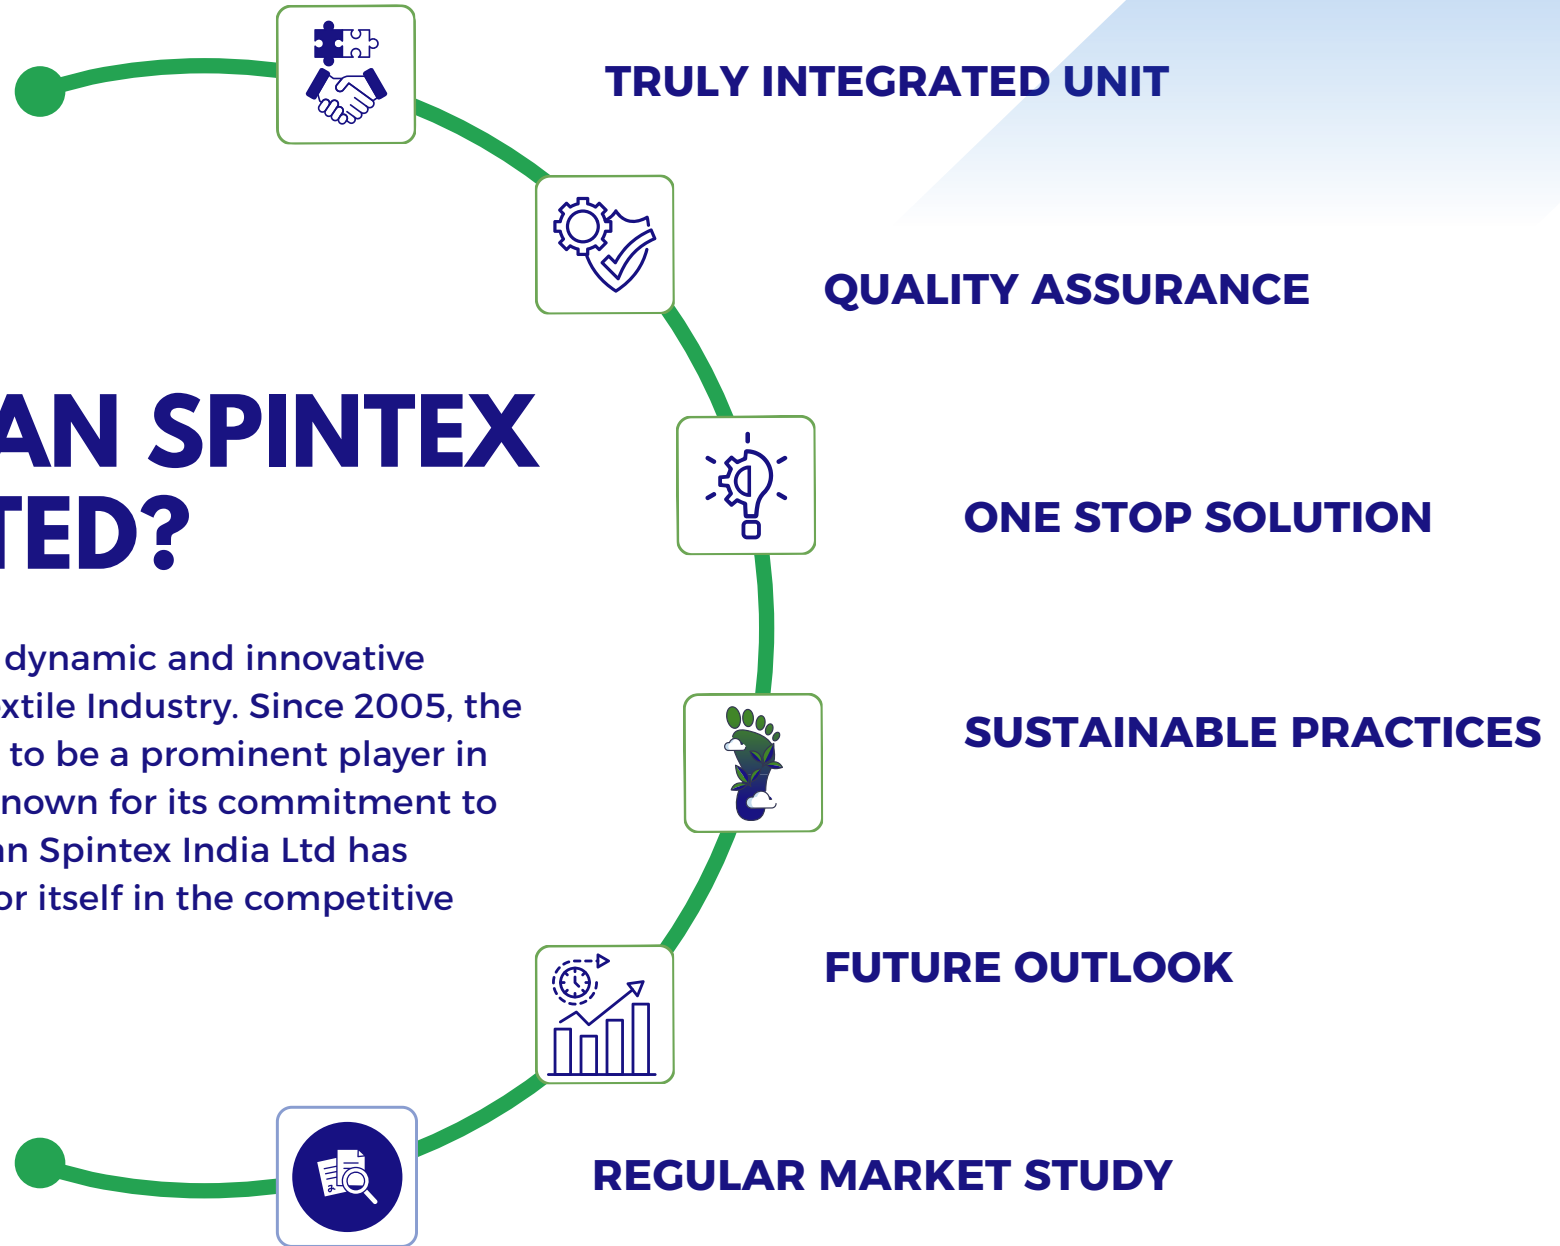 TRULY INTEGRATED UNIT
QUALITY ASSURANCE
AN SPINTEX
TED?
ONE STOP SOLUTION
dynamic and innovative
xtile Industry. Since 2005, the
to be a prominent player in
nown for its commitment to
an Spintex India Ltd has
or itself in the competitive
SUSTAINABLE PRACTICES
FUTURE OUTLOOK
REGULAR MARKET STUDY